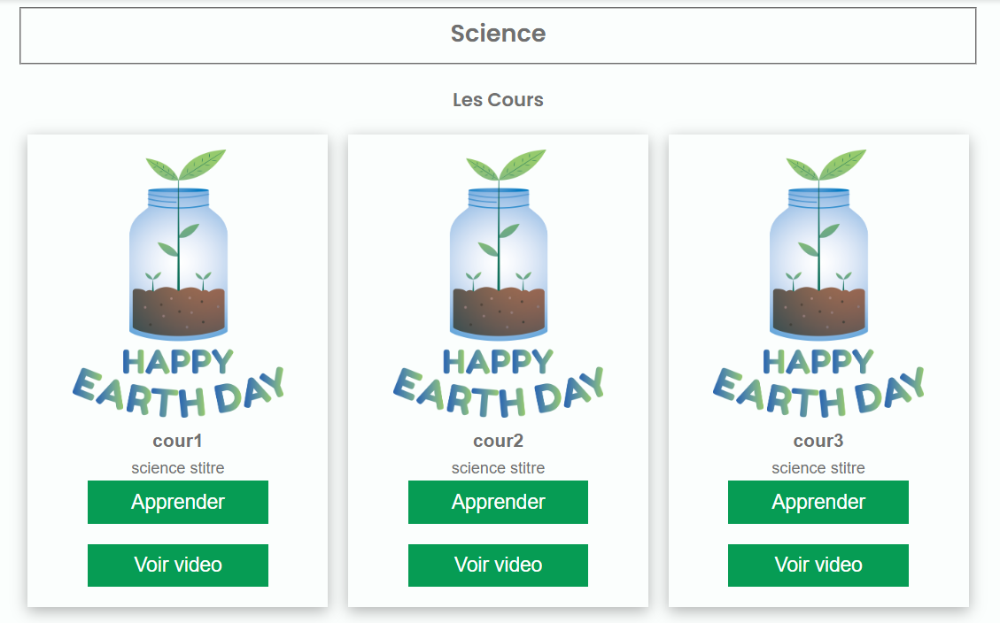 Science
Les Cours
HAPPY
EARTH DAY
cour1
science stitre
Apprender
Voir video
HAPPY
EARTH DAY
cour2
science stitre
Apprender
Voir video
HAPPY
EARTH DAY
cour3
science stitre
Apprender
Voir video